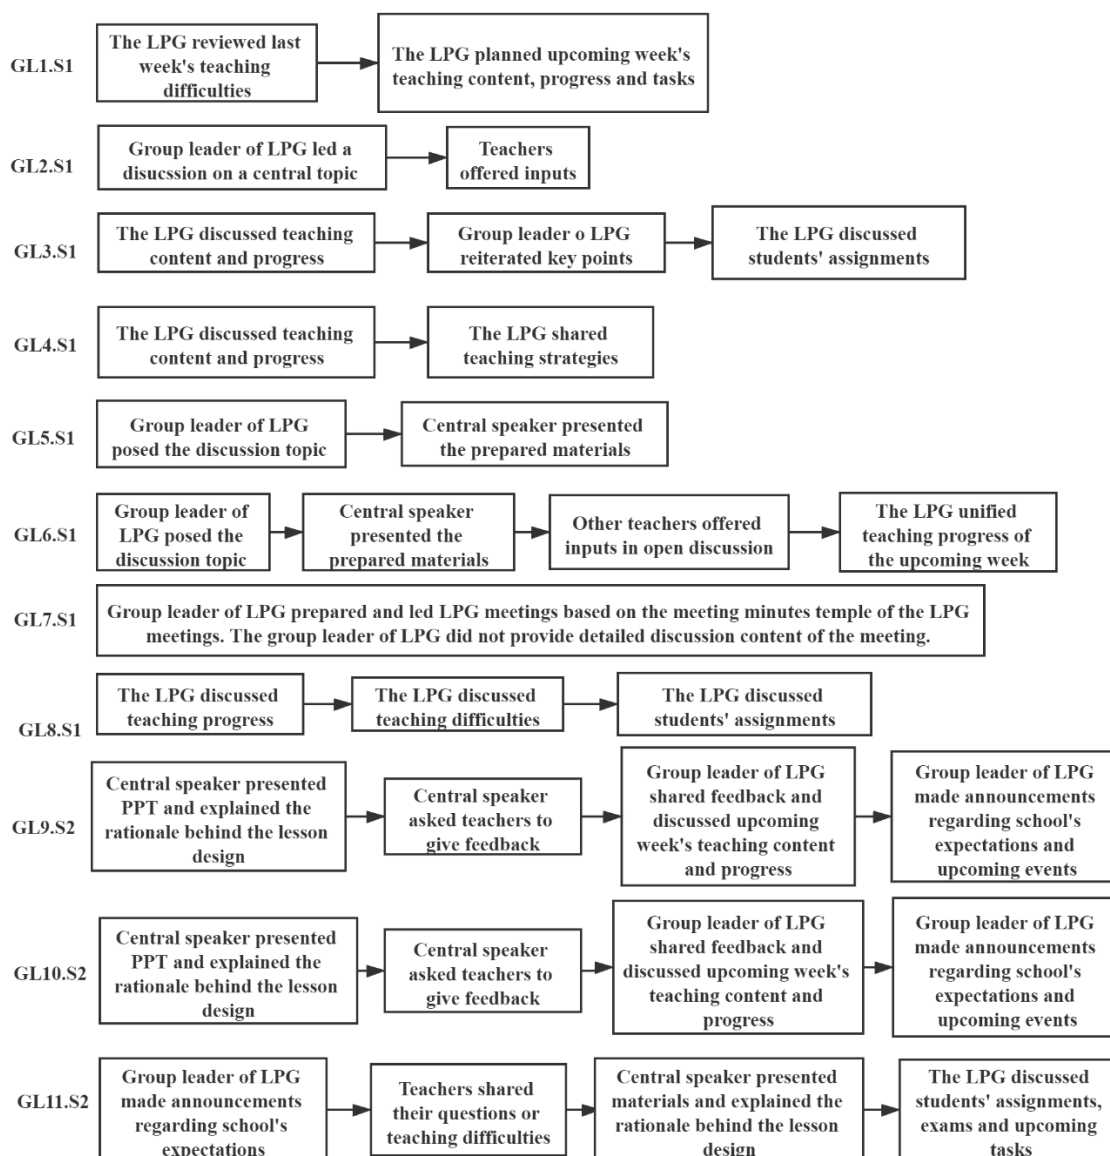 GL1.S1
The LPG reviewed last
week's teaching
difficulties
The LPG planned upcoming week's
teaching content, progress and tasks
GL2.S1
Group leader of LPG led a
disucssion on a central topic
Teachers
offered inputs
GL3.S1
The LPG discussed teaching
content and progress
Group leader o LPG
reiterated key points
The LPG discussed
students' assignments
GL4.S1
The LPG discussed teaching
content and progress
The LPG shared
teaching strategies
GL5.S1
Group leader of LPG
posed the discussion topic
Central speaker presented
the prepared materials
GL6.S1
Group leader of
LPG posed the
discussion topic
Central speaker
presented the
prepared materials
Other teachers offered
inputs in open discussion
The LPG unified
teaching progress of
the upcoming week
GL7.S1
Group leader of LPG prepared and led LPG meetings based on the meeting minutes temple of the LPG
meetings. The group leader of LPG did not provide detailed discussion content of the meeting.
GL8.S1
The LPG discussed
teaching progress
The LPG discussed
teaching difficulties
The LPG discussed
students' assignments
GL9.S2
Central speaker presented
PPT and explained the
rationale behind the lesson
design
Central speaker
asked teachers to
give feedback
Group leader of LPG
shared feedback and
discussed upcoming
week's teaching content
and progress
Group leader of LPG
made announcements
regarding school's
expectations and
upcoming events
GL10.S2
Central speaker presented
PPT and explained the
rationale behind the lesson
design
Central speaker
asked teachers to
give feedback
Group leader of LPG
shared feedback and
discussed upcoming week's
teaching content and
progress
Group leader of LPG
made announcements
regarding school's
expectations and
upcoming events
GL11.S2
Group leader of LPG
made announcements
regarding school's
expectations
Teachers shared
their questions or
teaching difficulties
Central speaker presented
materials and explained the
rationale behind the lesson
design
The LPG discussed
students' assignments,
exams and upcoming
tasks